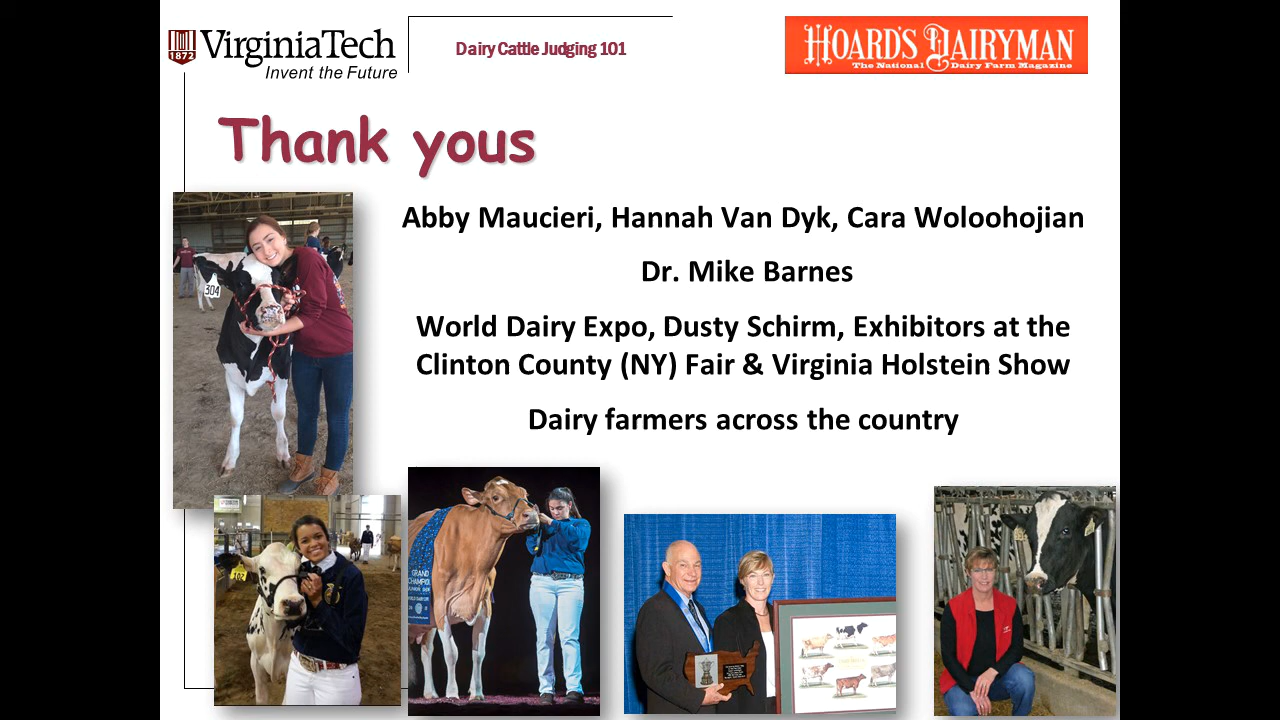 VirginiaTech
1872
Invent the Future
Dairy Cattle Judging 101
HOARD'S DAIRYMAN
The National Dairy Farm Magazine
Thank yous
Abby Maucieri, Hannah Van Dyk, Cara Woloohojian
Dr. Mike Barnes
World Dairy Expo, Dusty Schirm, Exhibitors at the
Clinton County (NY) Fair & Virginia Holstein Show
Dairy farmers across the country
304
GRAND